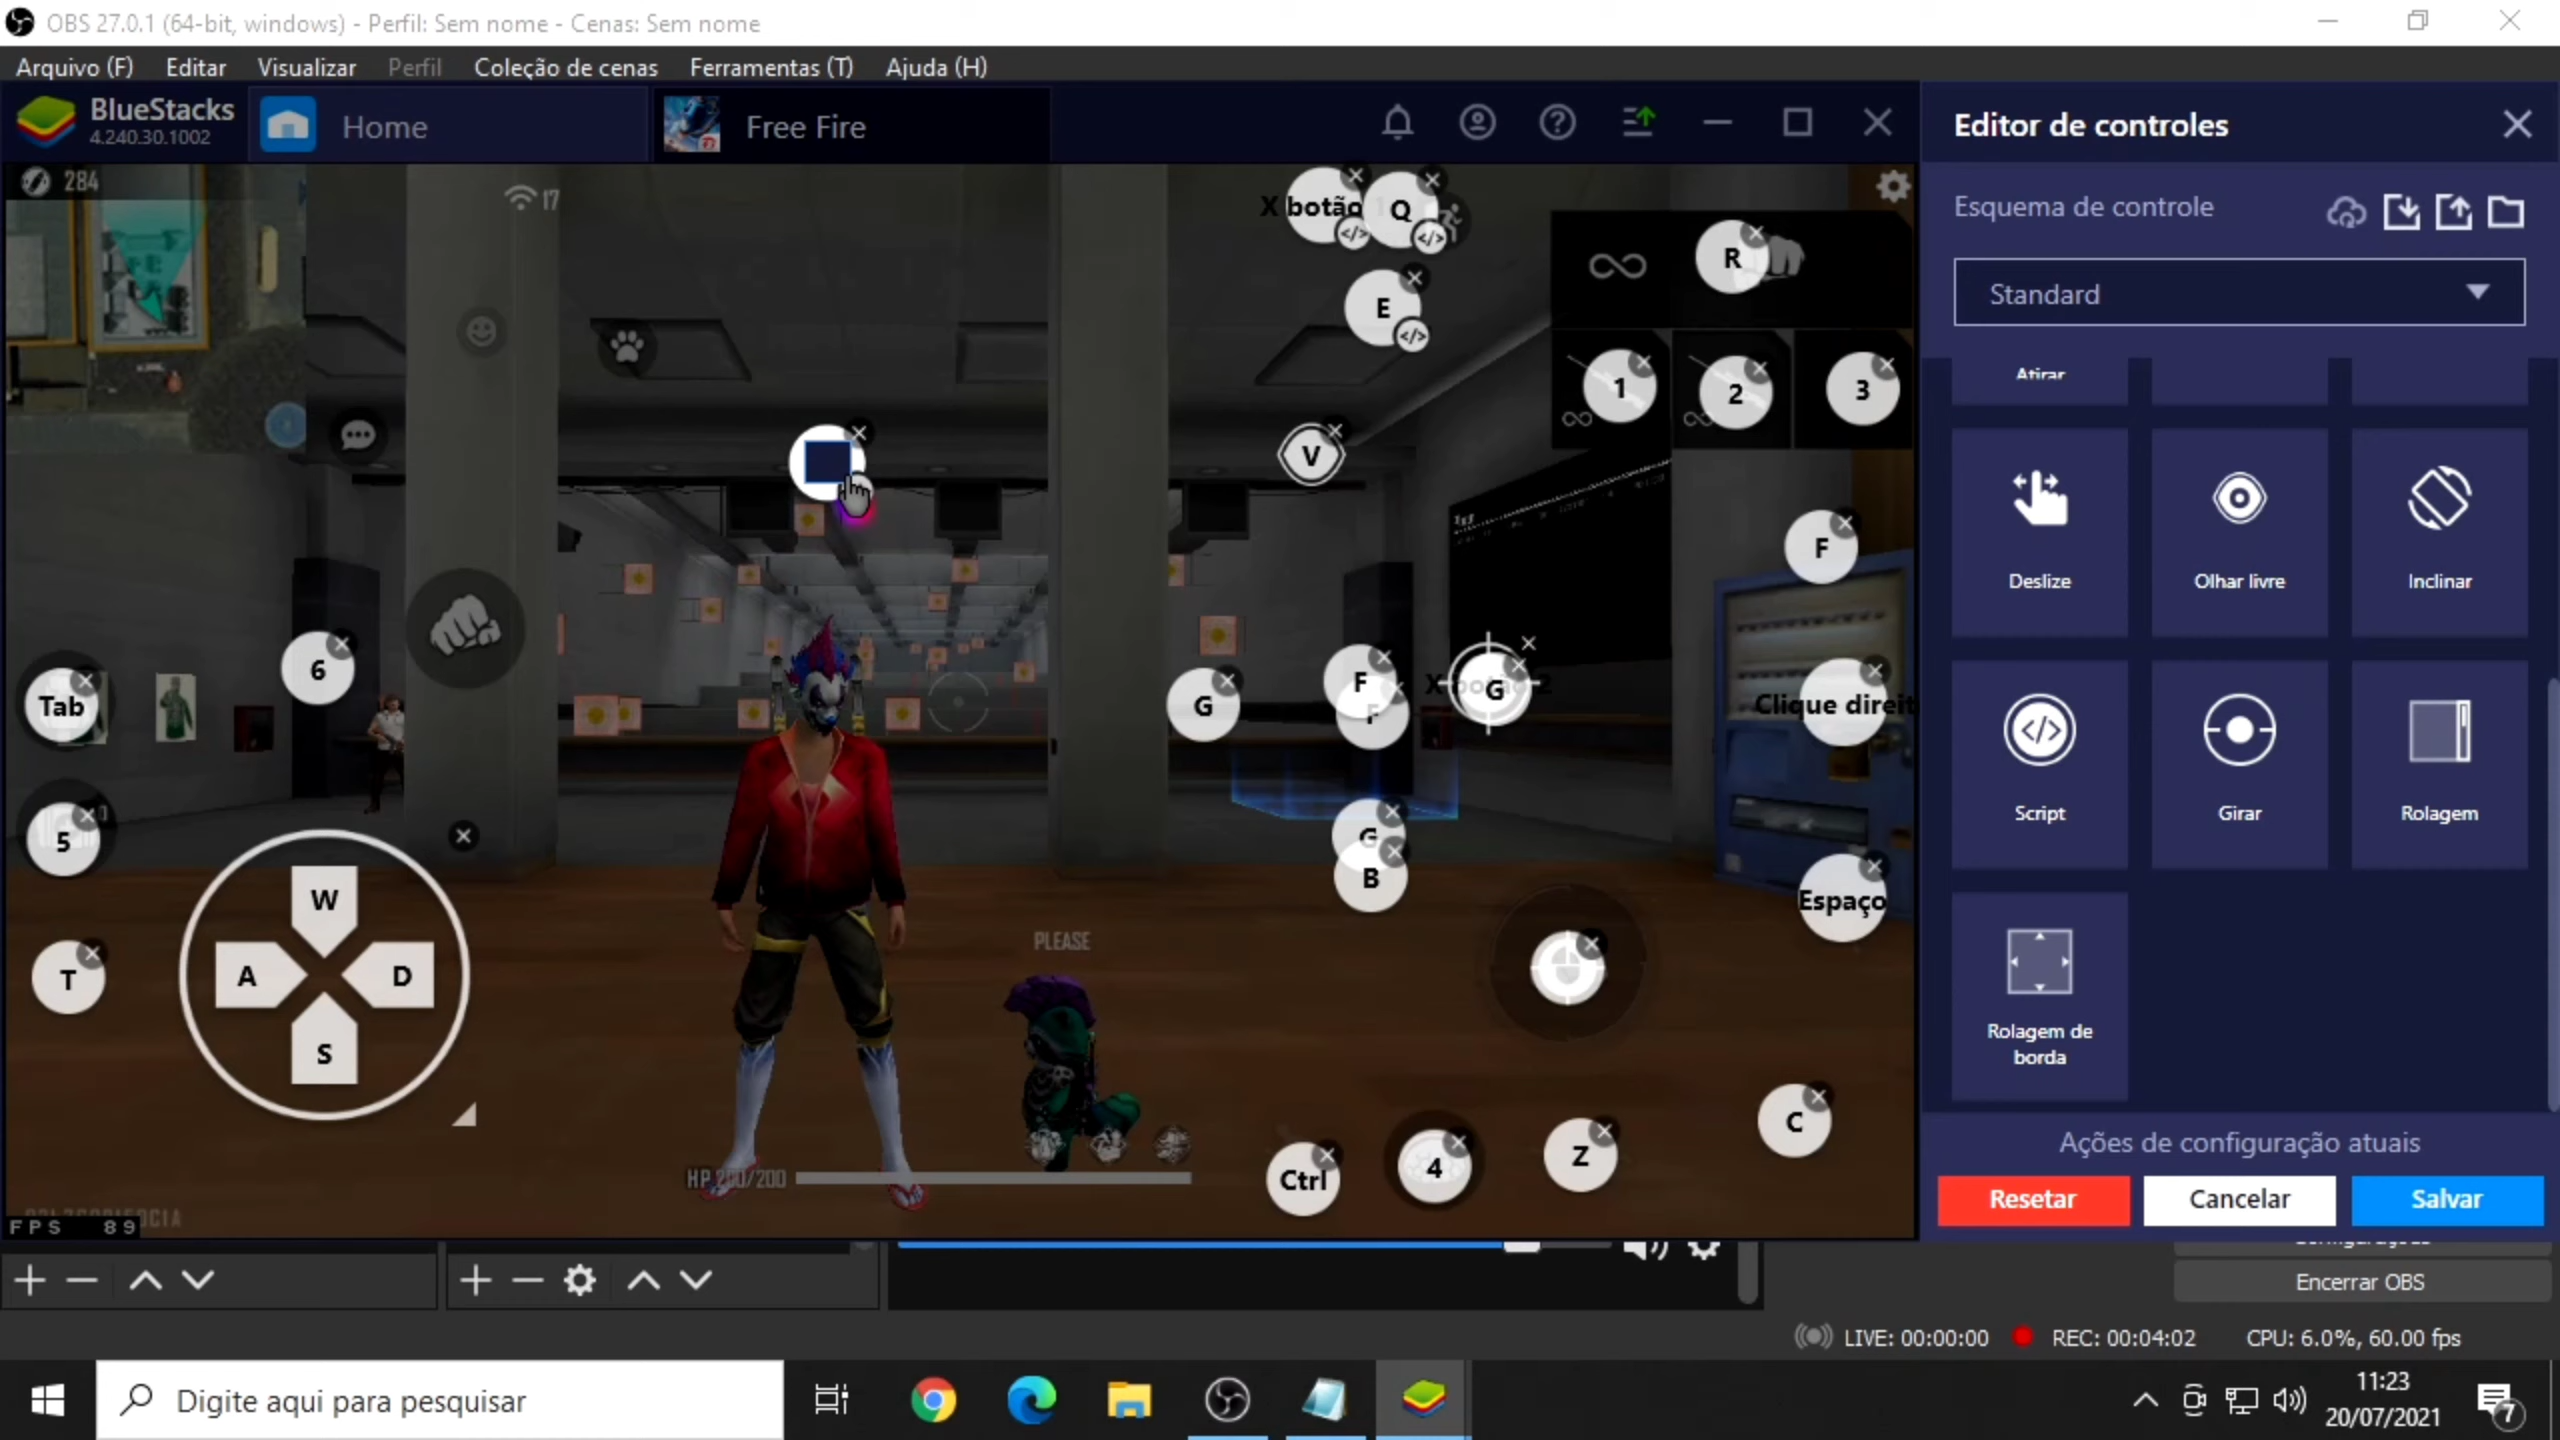 OBS 27.0.1 (64-bit, windows) - Perfil: Sem nome - Cenas: Sem nome
Arquivo (F) Editar Visualizar Perfil Coleção de cenas Ferramentas (T) Ajuda (H)
BlueStacks
4.240.30.1002
Home
Free Fire
Editor de controles
284
17
X botão
Q
E
R
1
2
3
V
F
6
Tab
G
F
F
G
Clique direit
5
G
B
Espaço
W
A
D
S
T
PLEASE
C
Ctrl
4
Z
HP 200/200
FPS 89
Esquema de controle
Standard
Atirar
Deslize
Olhar livre
Inclinar
Script
Girar
Rolagem
Rolagem de
borda
Ações de configuração atuais
Resetar
Cancelar
Salvar
Encerrar OBS
LIVE: 00:00:00
REC: 00:04:02
CPU: 6.0%, 60.00 fps
Digite aqui para pesquisar
11:23
20/07/2021
7